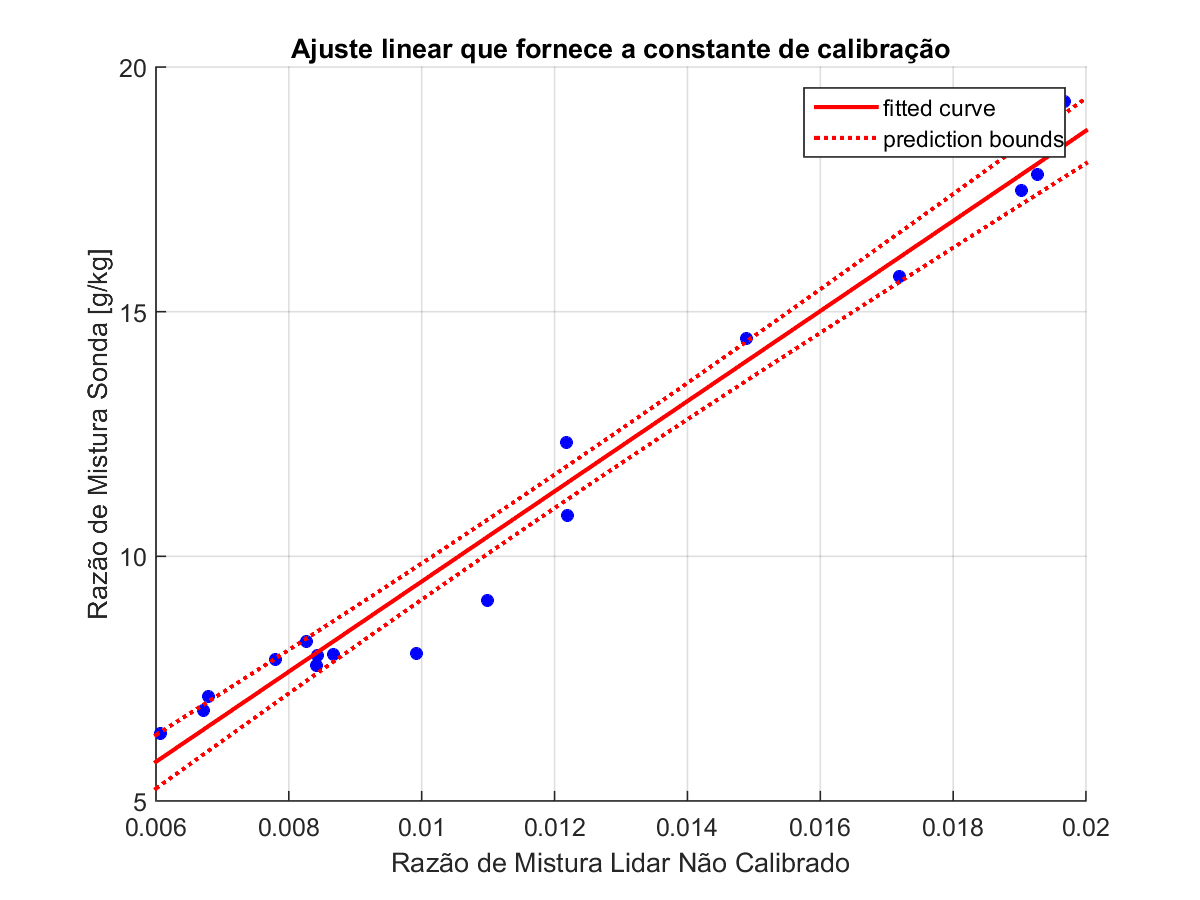 Ajuste linear que fornece a constante de calibração
fitted curve
prediction bounds
20
15
10
5
Razão de Mistura Sonda [g/kg]
0.006 0.008 0.01 0.012 0.014 0.016 0.018 0.02
Razão de Mistura Lidar Não Calibrado